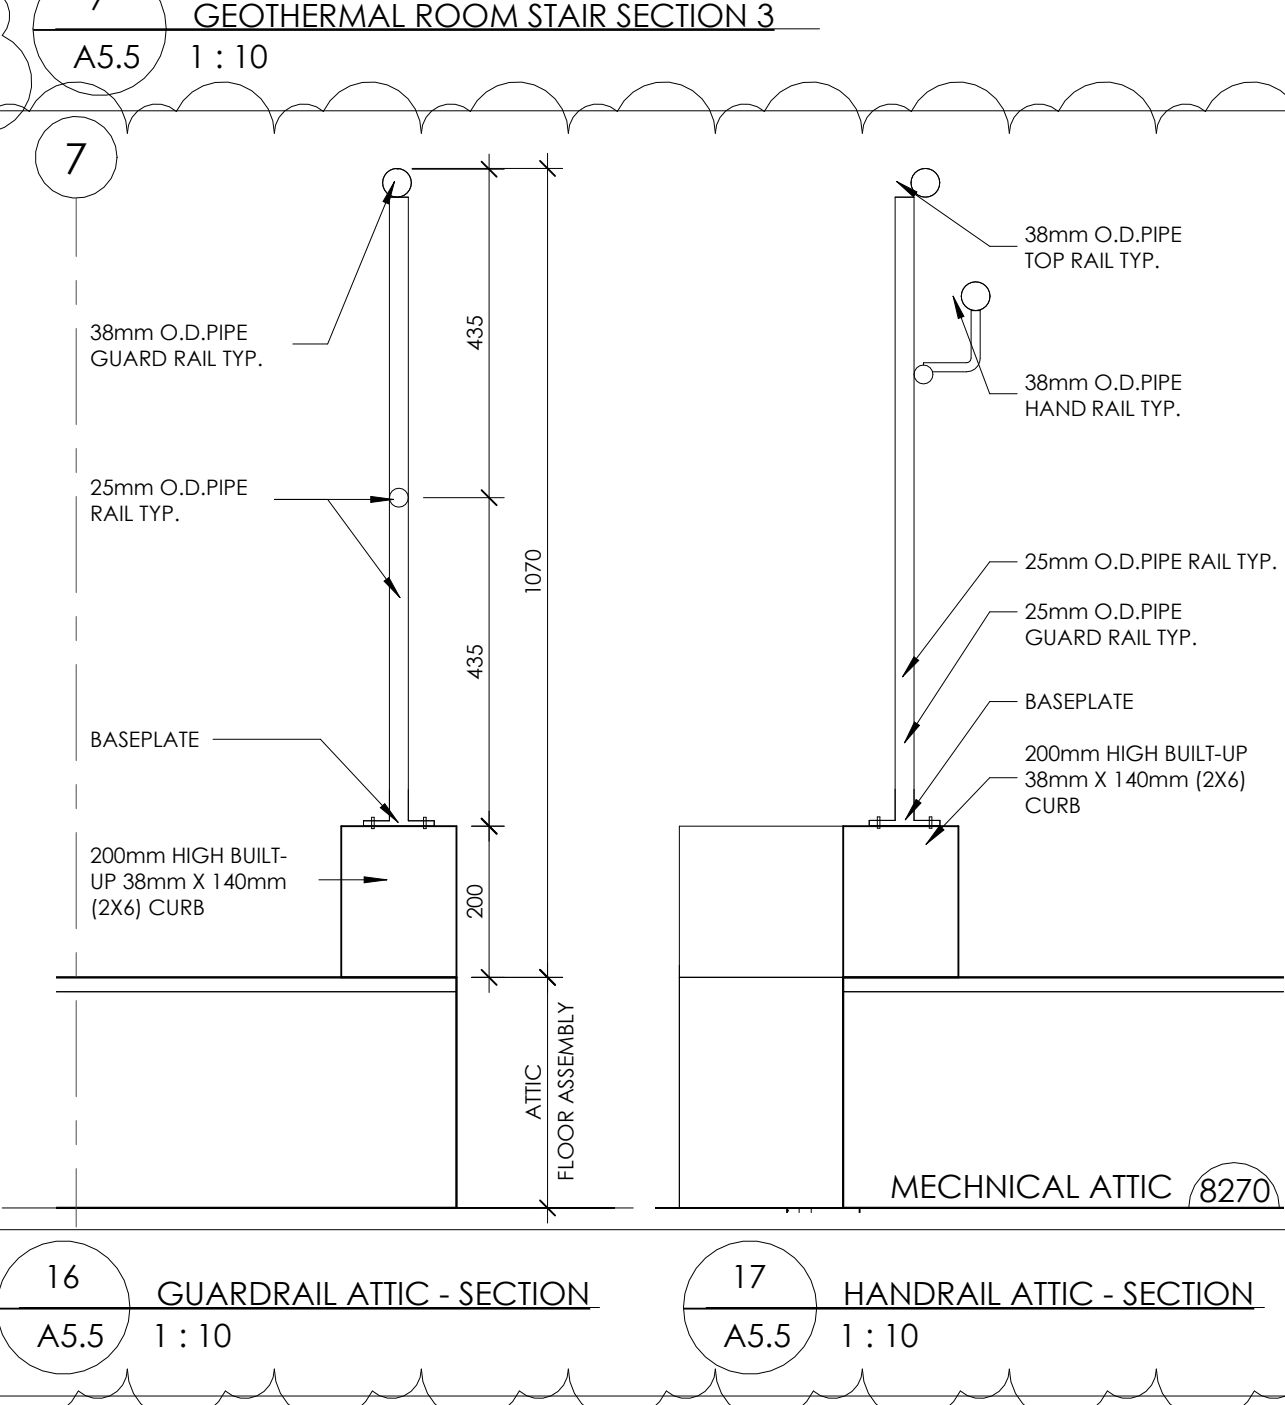 7
GEOTHERMAL ROOM STAIR SECTION 3
A5.5
1 : 10
7
38mm O.D.PIPE
GUARD RAIL TYP.
25mm O.D.PIPE
RAIL TYP.
BASEPLATE
200mm HIGH BUILT-
UP 38mm X 140mm
(2X6) CURB
435
435
200
1070
ATTIC
FLOOR ASSEMBLY
38mm O.D.PIPE
TOP RAIL TYP.
38mm O.D.PIPE
HAND RAIL TYP.
25mm O.D.PIPE RAIL TYP.
25mm O.D.PIPE
GUARD RAIL TYP.
BASEPLATE
200mm HIGH BUILT-UP
38mm X 140mm (2X6)
CURB
MECHNICAL ATTIC 8270
16
GUARDRAIL ATTIC - SECTION
A5.5
1 : 10
17
HANDRAIL ATTIC - SECTION
A5.5
1 : 10